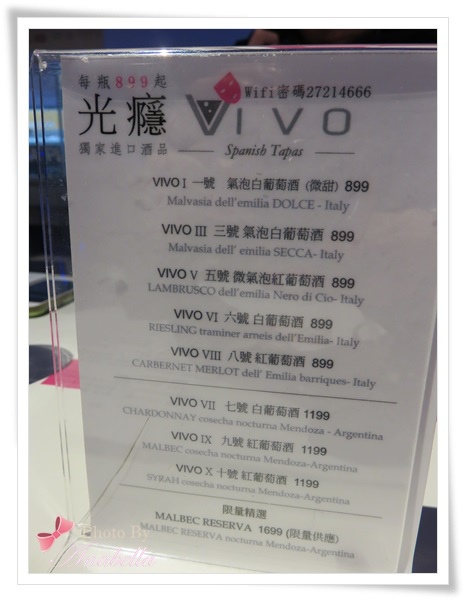 每瓶899起
Wifi密碼27214666
光癮 VIVO
獨家進口酒品 Spanish Tapas
VIVO I 一號 氣泡白葡萄酒 (微甜) 899
Malvasia dell'emilia DOLCE - Italy
VIVO III 三號 氣泡白葡萄酒 899
Malvasia dell' emilia SECCA- Italy
VIVO V 五號 微氣泡紅葡萄酒 899
LAMBRUSCO dell'emilia Nero di Cio- Italy
VIVO VI 六號 白葡萄酒 899
RIESLING traminer arneis dell'Emilia- Italy
VIVO VIII 八號 紅葡萄酒 899
CARBERNET MERLOT dell' Emilia barriques- Italy
VIVO VII 七號 白葡萄酒 1199
CHARDONNAY cosecha nocturna Mendoza - Argentina
VIVO IX 九號 紅葡萄酒 1199
MALBEC cosecha nocturna Mendoza-Argentina
VIVO X 十號 紅葡萄酒 1199
SYRAH cosecha nocturna Mendoza-Argentina
限量精選
MALBEC RESERVA 1699 (限量供應)
MALBEC RESERVA nocturna Mendoza-Argentina
Photo By